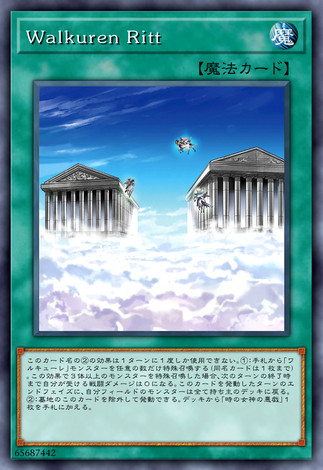 Walkuren Ritt
魔
【魔法カード】
このカード名の②の効果は1ターンに1度しか使用できない。①:手札から「ワ
ルキューレ」モンスターを任意の数だけ特殊召喚する(同名カードは1枚まで)
。この効果で3体以上のモンスターを特殊召喚した場合、次のターンの終了時
まで自分が受ける戦闘ダメージは0になる。このカードを発動したターンのエ
ンドフェイズに、自分フィールドのモンスターは全て持ち主のデッキに戻る。
②:墓地のこのカードを除外して発動できる。デッキから「時の女神の悪戯」1
枚を手札に加える。
65687442